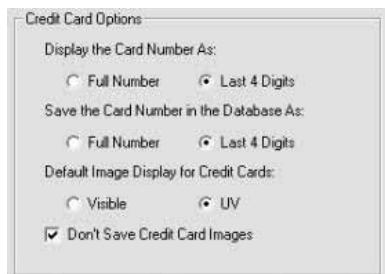 Credit Card Options
Display the Card Number As:
Full Number Last 4 Digits
Save the Card Number in the Database As:
Full Number Last 4 Digits
Default Image Display for Credit Cards:
Visible UV
Don't Save Credit Card Images